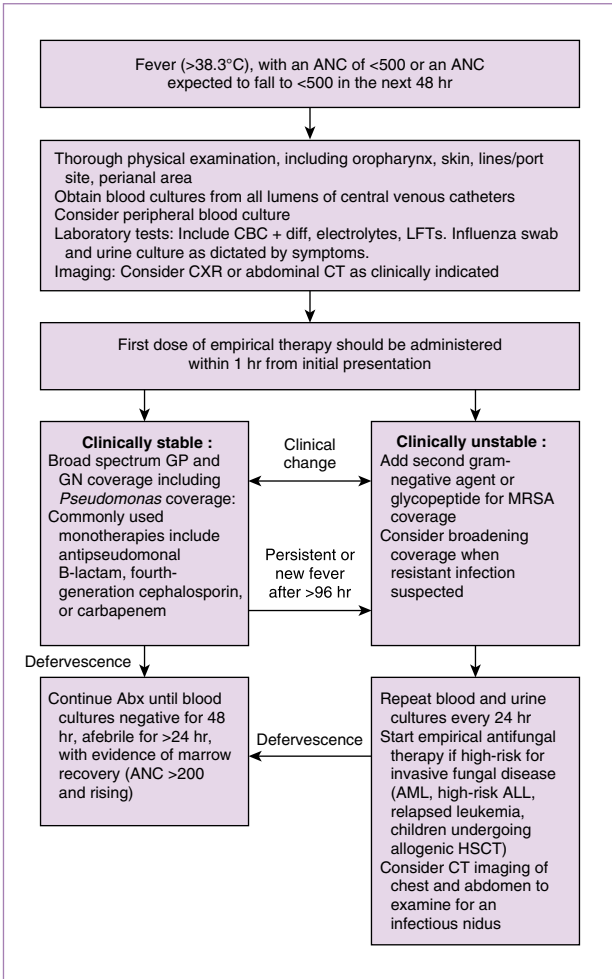 Fever (>38.3°C), with an ANC of <500 or an ANC
expected to fall to <500 in the next 48 hr
Thorough physical examination, including oropharynx, skin, lines/port
site, perianal area
Obtain blood cultures from all lumens of central venous catheters
Consider peripheral blood culture
Laboratory tests: Include CBC + diff, electrolytes, LFTs. Influenza swab
and urine culture as dictated by symptoms.
Imaging: Consider CXR or abdominal CT as clinically indicated
First dose of empirical therapy should be administered
within 1 hr from initial presentation
Clinically stable :
Broad spectrum GP and
GN coverage including
Pseudomonas coverage:
Commonly used
monotherapies include
antipseudomonal
B-lactam, fourth-
generation cephalosporin,
or carbapenem
Clinical
change
Persistent or
new fever
after >96 hr
Clinically unstable :
Add second gram-
negative agent or
glycopeptide for MRSA
coverage
Consider broadening
coverage when
resistant infection
suspected
Defervescence
Continue Abx until blood
cultures negative for 48
hr, afebrile for >24 hr,
with evidence of marrow
recovery (ANC >200
and rising)
Defervescence
Repeat blood and urine
cultures every 24 hr
Start empirical antifungal
therapy if high-risk for
invasive fungal disease
(AML, high-risk ALL,
relapsed leukemia,
children undergoing
allogenic HSCT)
Consider CT imaging of
chest and abdomen to
examine for an
infectious nidus